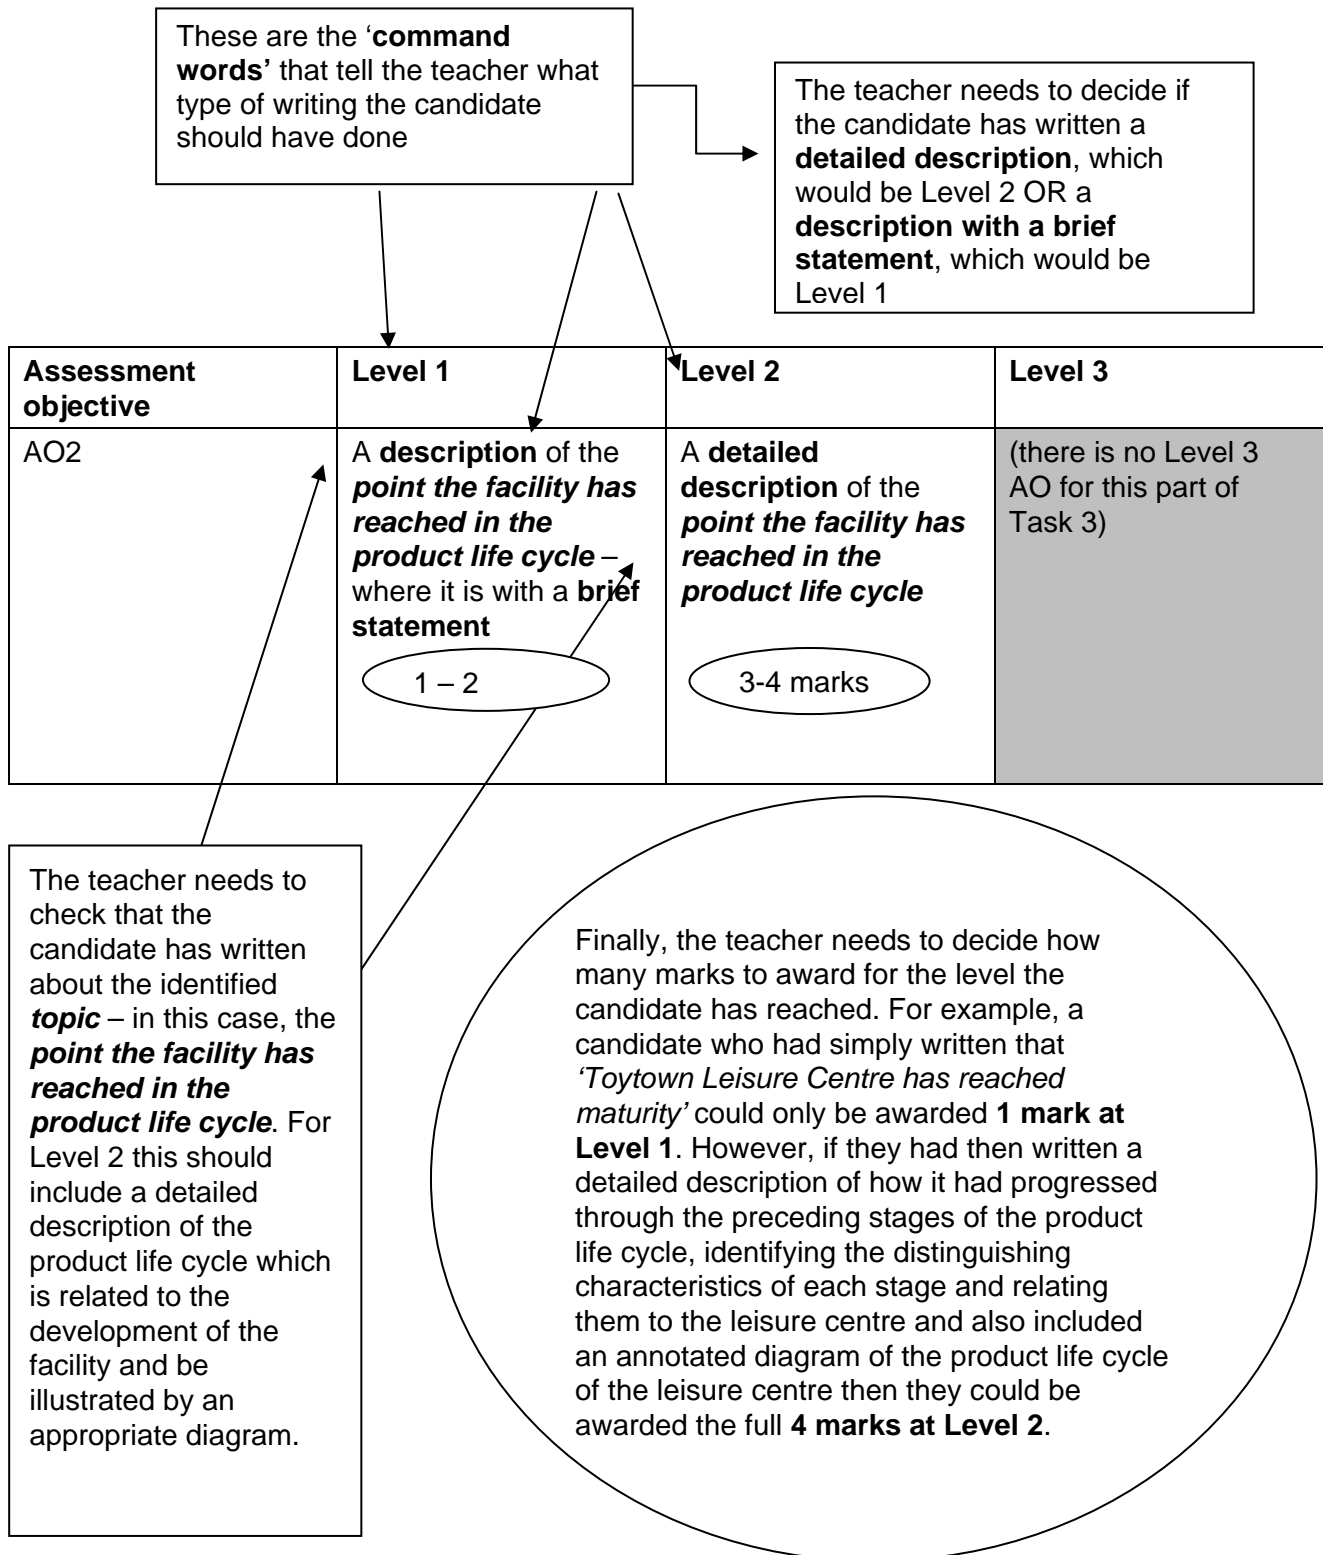 These are the ‘command
words’ that tell the teacher what
type of writing the candidate
should have done
The teacher needs to decide if
the candidate has written a
detailed description, which
would be Level 2 OR a
description with a brief
statement, which would be
Level 1
Assessment
objective
Level 1
Level 2
Level 3
AO2
A description of the
point the facility has
reached in the
product life cycle –
where it is with a brief
statement
1 – 2
A detailed
description of the
point the facility has
reached in the
product life cycle
3-4 marks
(there is no Level 3
AO for this part of
Task 3)
The teacher needs to
check that the
candidate has written
about the identified
topic – in this case, the
point the facility has
reached in the
product life cycle. For
Level 2 this should
include a detailed
description of the
product life cycle which
is related to the
development of the
facility and be
illustrated by an
appropriate diagram.
Finally, the teacher needs to decide how
many marks to award for the level the
candidate has reached. For example, a
candidate who had simply written that
‘Toytown Leisure Centre has reached
maturity’ could only be awarded 1 mark at
Level 1. However, if they had then written a
detailed description of how it had progressed
through the preceding stages of the product
life cycle, identifying the distinguishing
characteristics of each stage and relating
them to the leisure centre and also included
an annotated diagram of the product life cycle
of the leisure centre then they could be
awarded the full 4 marks at Level 2.